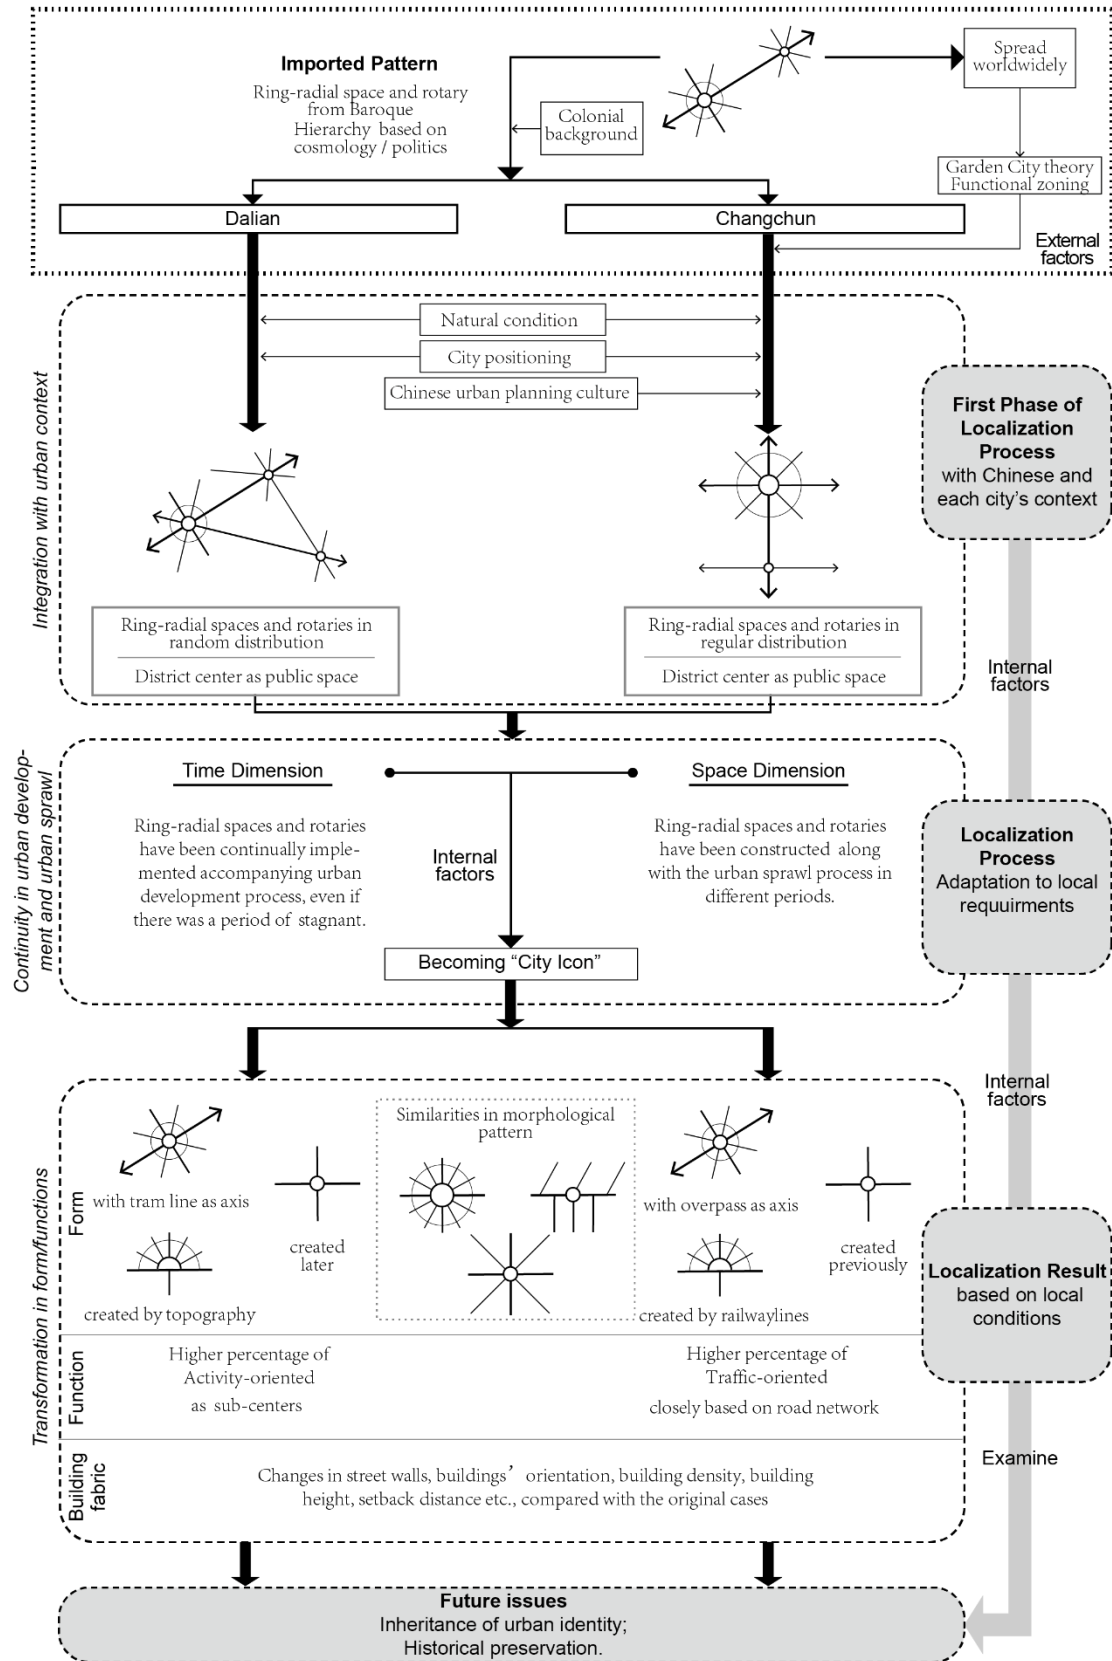 Imported Pattern
Ring-radial space and rotary
from Baroque
Hierarchy based on
cosmology / politics
Colonial
background
Spread
worldwidely
Garden City theory
Functional zoning
Dalian
Changchun
External
factors
Integration with urban context
Natural condition
City positioning
Chinese urban planning culture
First Phase of
Localization
Process
with Chinese and
each city's context
Ring-radial spaces and rotaries in
random distribution
District center as public space
Ring-radial spaces and rotaries in
regular distribution
District center as public space
Internal
factors
Continuity in urban develop-
ment and urban sprawl
Time Dimension
Space Dimension
Ring-radial spaces and rotaries
have been continually imple-
mented accompanying urban
development process, even if
there was a period of stagnant.
Internal
factors
Ring-radial spaces and rotaries
have been constructed along
with the urban sprawl process in
different periods.
Becoming “City Icon”
Localization
Process
Adaptation to local
requuirments
Internal
factors
Transformation in form/functions
Form
with tram line as axis
created
later
created by topography
Similarities in morphological
pattern
with overpass as axis
created
previously
created by railwaylines
Localization Result
based on local
conditions
Function
Higher percentage of
Activity-oriented
as sub-centers
Higher percentage of
Traffic-oriented
closely based on road network
Building
fabric
Changes in street walls, buildings’ orientation, building density, building
height, setback distance etc., compared with the original cases
Examine
Future issues
Inheritance of urban identity;
Historical preservation.